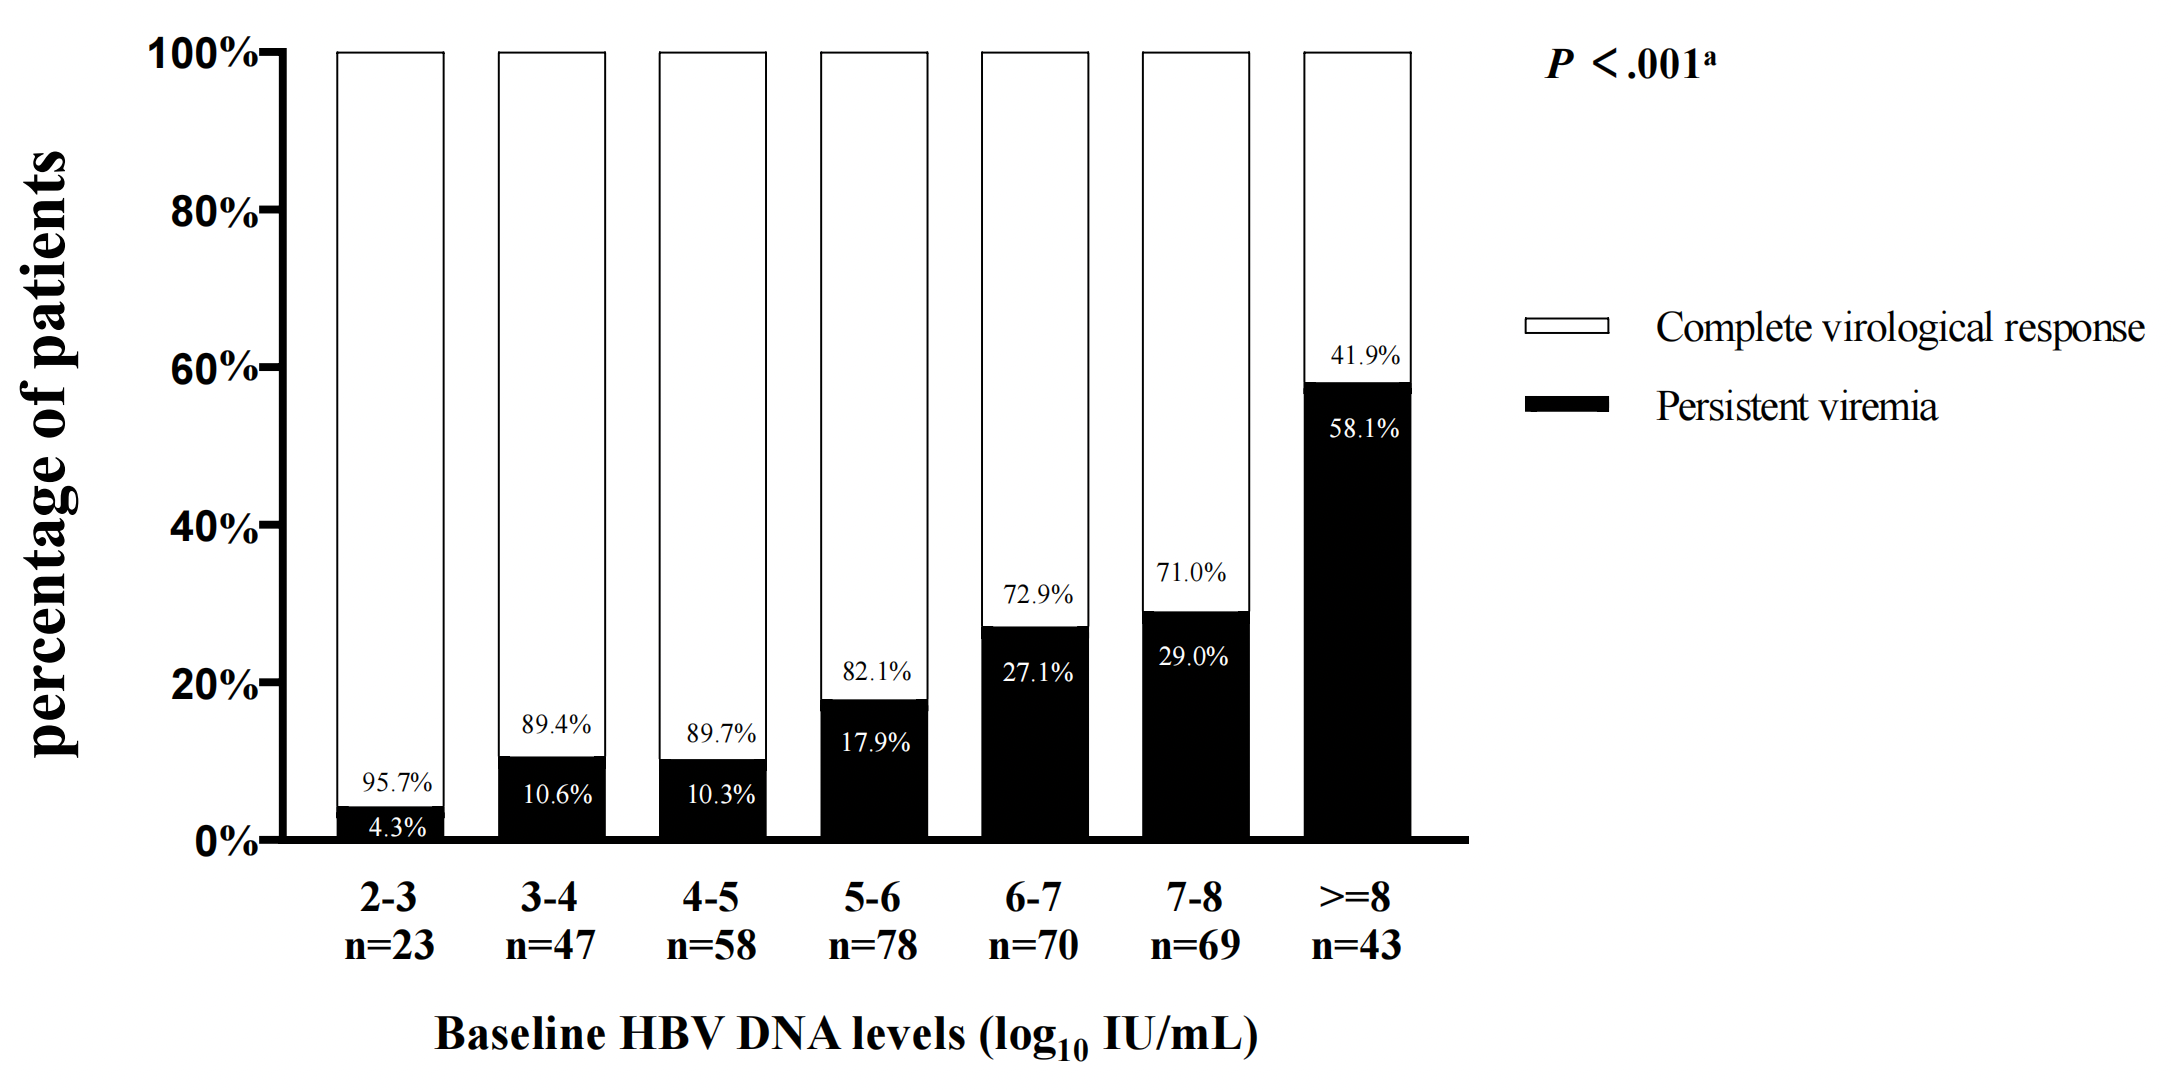 percentage of patients
100%
80%
60%
40%
20%
0%
95.7%
4.3%
89.4%
10.6%
89.7%
10.3%
82.1%
17.9%
72.9%
27.1%
71.0%
29.0%
41.9%
58.1%
2-3 3-4 4-5 5-6 6-7 7-8 >=8
n=23 n=47 n=58 n=78 n=70 n=69 n=43
Baseline HBV DNA levels (log10 IU/mL)
P < .001a
Complete virological response
Persistent viremia